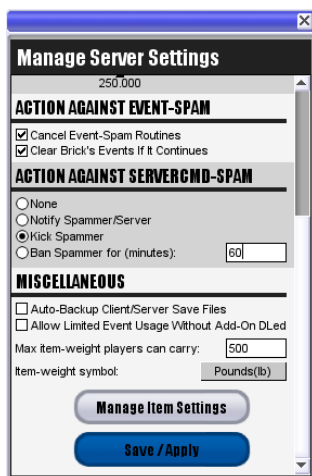 Manage Server Settings
250.000
ACTION AGAINST EVENT-SPAM
Cancel Event-Spam Routines
Clear Brick's Events If It Continues
ACTION AGAINST SERVERCMD-SPAM
None
Notify Spammer/Server
Kick Spammer
Ban Spammer for (minutes): 60
MISCELLANEOUS
Auto-Backup Client/Server Save Files
Allow Limited Event Usage Without Add-On DLed
Max item-weight players can carry: 500
Item-weight symbol: Pounds(lb)
Manage Item Settings
Save / Apply